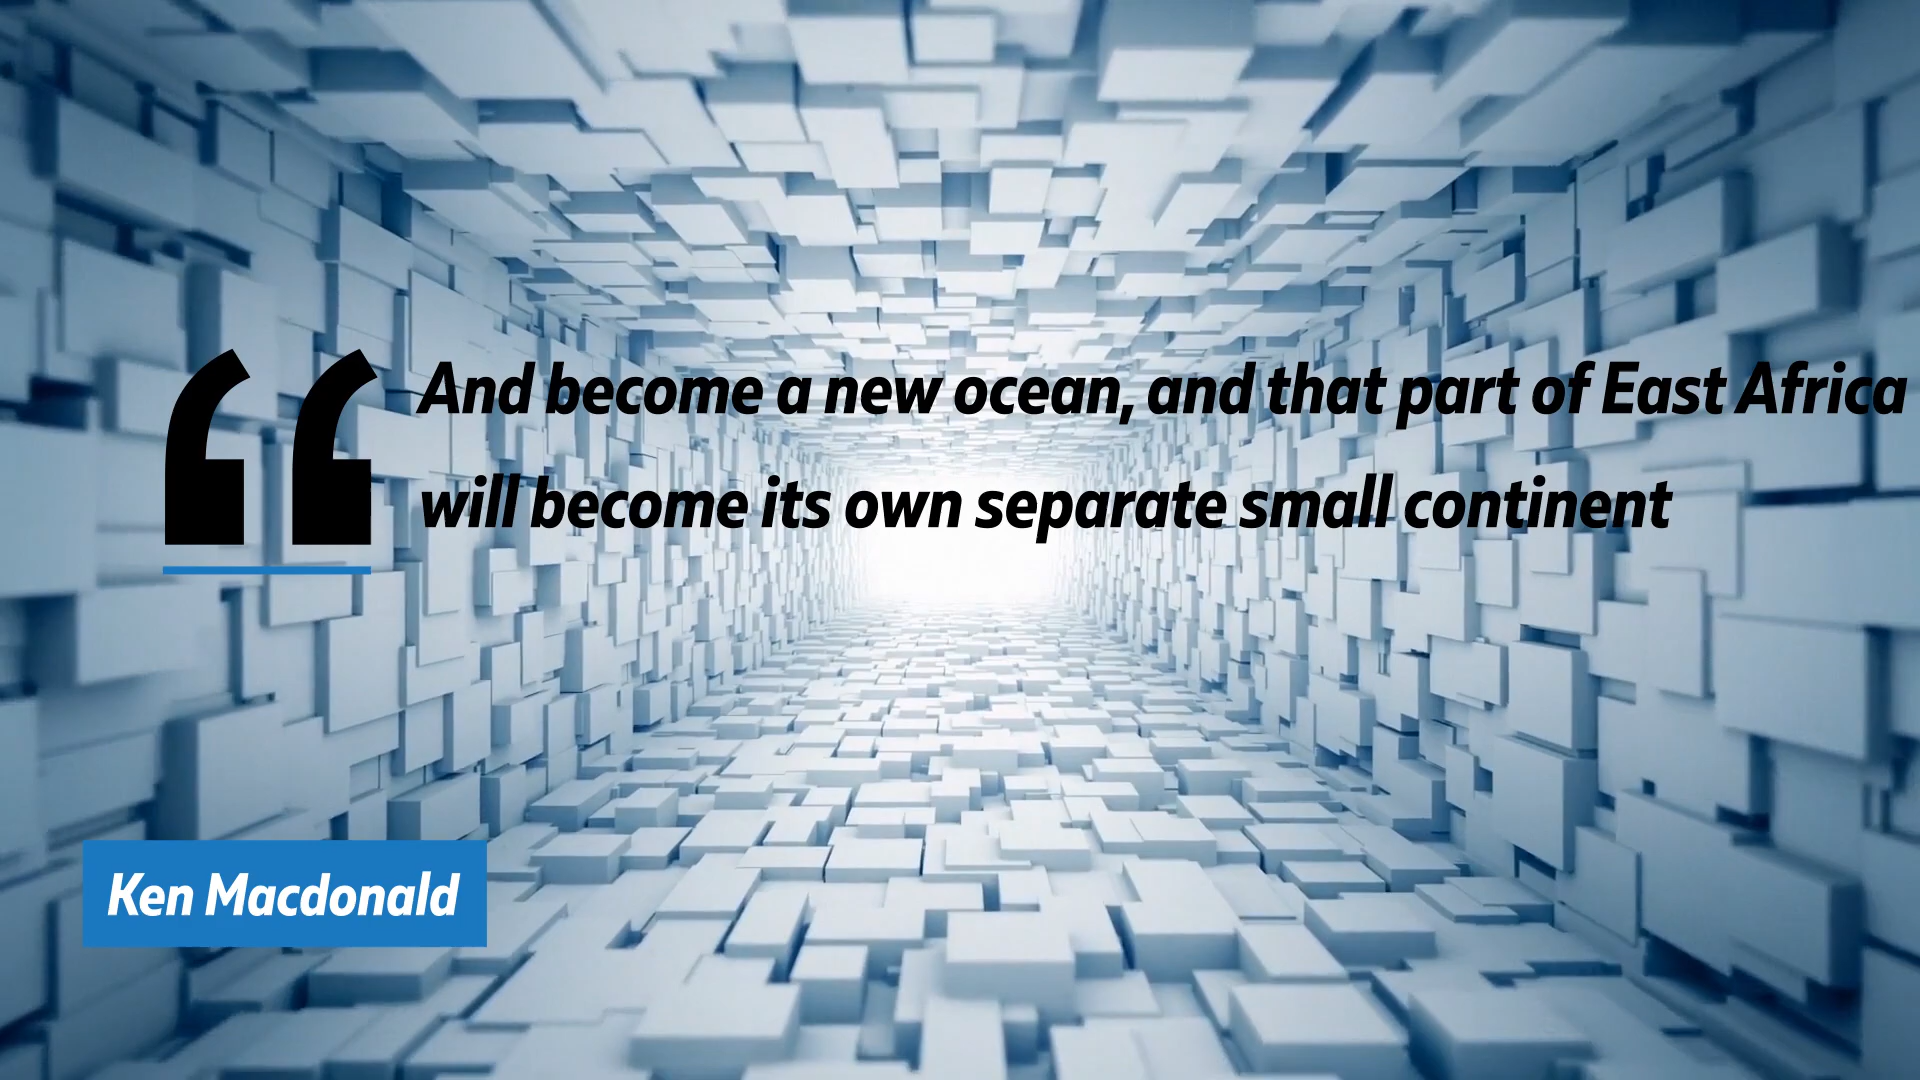 “
And become a new ocean, and that part of East Africa
will become its own separate small continent
Ken Macdonald